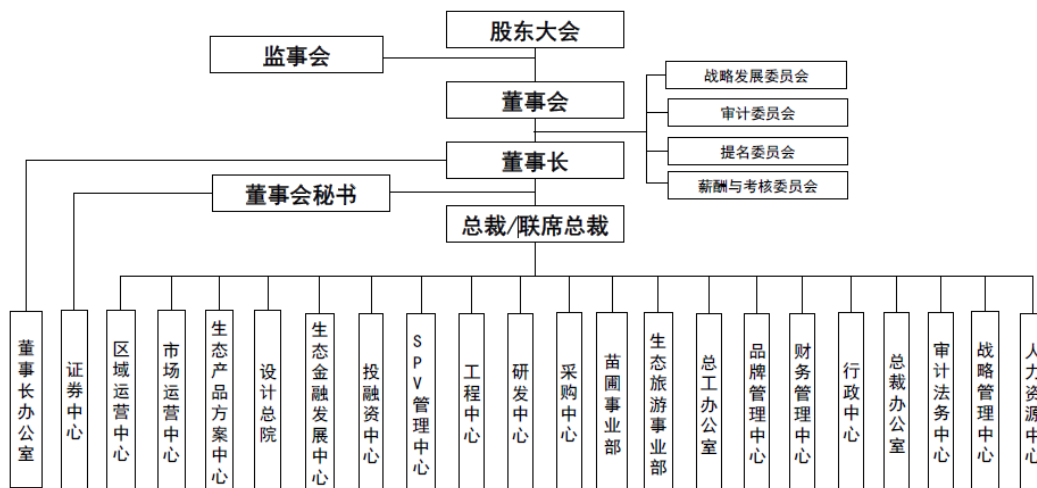 股东大会
监事会
战略发展委员会
董事会
审计委员会
提名委员会
董事长
薪酬与考核委员会
董事会秘书
总裁/联席总裁
董事长办公室
证券中心
区域运营中心
市场运营中心
生态产品方案中心
设计总院
生态金融发展中心
投融资中心
SPV管理中心
工程中心
研发中心
采购中心
苗圃事业部
生态旅游事业部
总工办公室
品牌管理中心
财务管理中心
行政中心
总裁办公室
审计法务中心
战略管理中心
人力资源中心